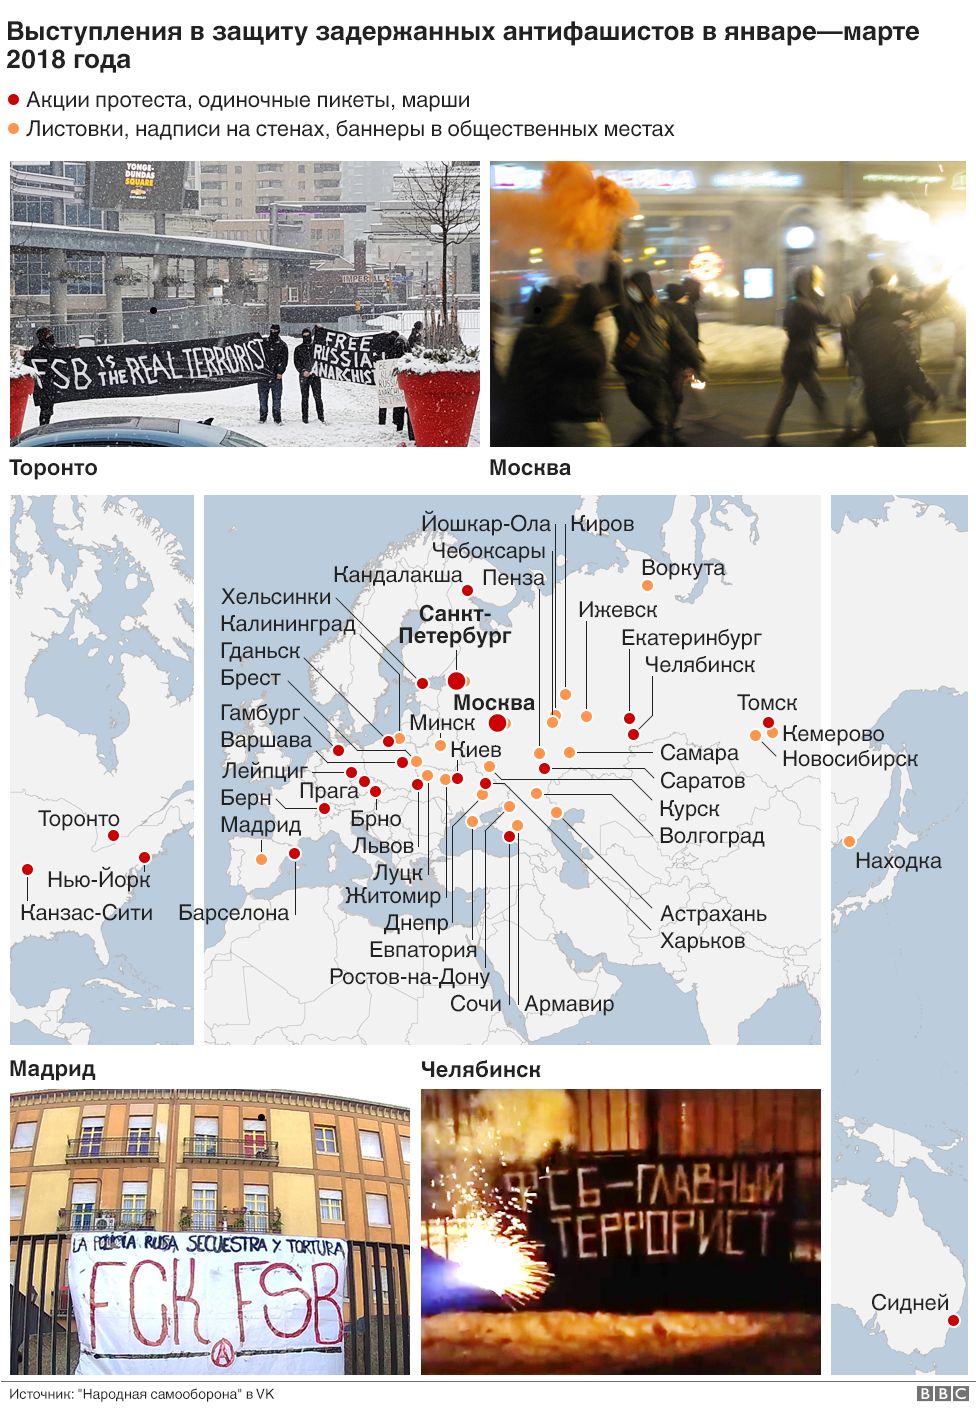 Выступления в защиту задержанных антифашистов в январе—марте
2018 года
Акции протеста, одиночные пикеты, марши
Листовки, надписи на стенах, баннеры в общественных местах
YONGE-
DUNDAS
SQUARE
IMPERIAL
FSB IS THE REAL TERRORIST
FREE
RUSSIA
ANARCHIST
Торонто
Москва
Йошкар-Ола
Киров
Чебоксары
Кандалакша
Пенза
Воркута
Хельсинки
Санкт-
Петербург
Ижевск
Калининград
Гданьск
Екатеринбург
Челябинск
Брест
Москва
Томск
Гамбург
Минск
Кемерово
Варшава
Киев
Самара
Новосибирск
Лейпциг
Саратов
Прага
Берн
Курск
Торонто
Мадрид
Брно
Волгоград
Львов
Находка
Нью-Йорк
Луцк
Житомир
Канзас-Сити
Барселона
Астрахань
Днепр
Харьков
Евпатория
Ростов-на-Дону
Сочи
Армавир
Мадрид
Челябинск
LA POLICIA RUSA SECUESTRA Y TORTURA
FCK FSB
ФСБ–ГЛАВНЫЙ
ТЕРРОРИСТ
Сидней
Источник: "Народная самооборона" в VK
BBC